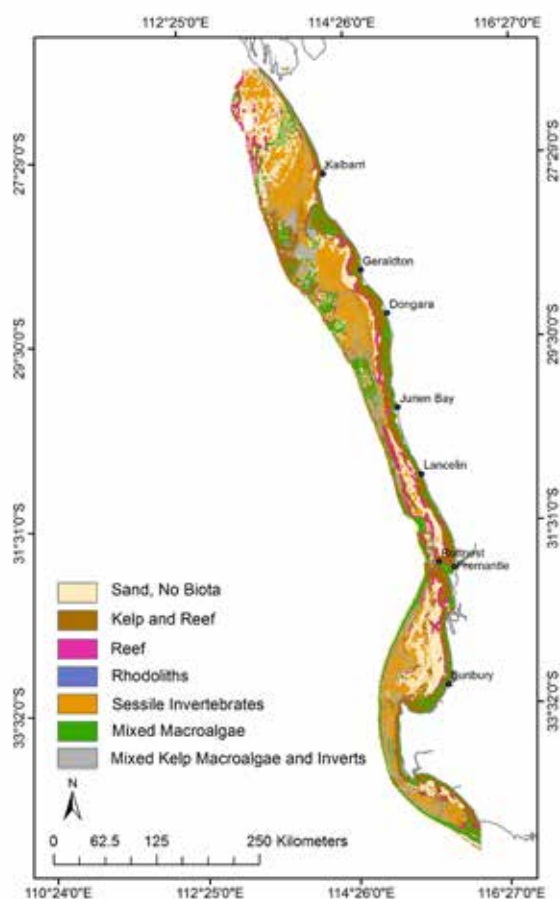 112°25'0"E 114°26'0"E 116°27'0"E
27°29'0"S
27°29'0"S
Kalbarri
Geraldton
Dongara
29°30'0"S
29°30'0"S
Jurien Bay
Lancelin
31°31'0"S
31°31'0"S
Rottnest
Fremantle
Bunbury
33°32'0"S
33°32'0"S
Sand, No Biota
Kelp and Reef
Reef
Rhodoliths
Sessile Invertebrates
Mixed Macroalgae
Mixed Kelp Macroalgae and Inverts
N
0 62.5 125 250 Kilometers
110°24'0"E 112°25'0"E 114°26'0"E 116°27'0"E